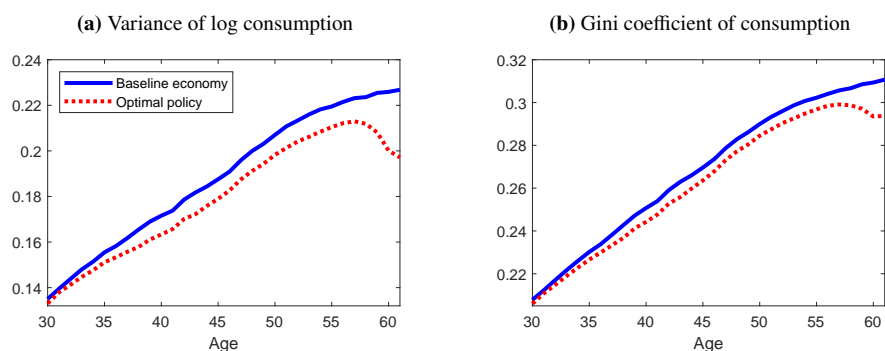 (a) Variance of log consumption
0.24
0.22
0.2
0.18
0.16
0.14
Baseline economy
Optimal policy
30 35 40 45 50 55 60
Age
(b) Gini coefficient of consumption
0.32
0.3
0.28
0.26
0.24
0.22
30 35 40 45 50 55 60
Age